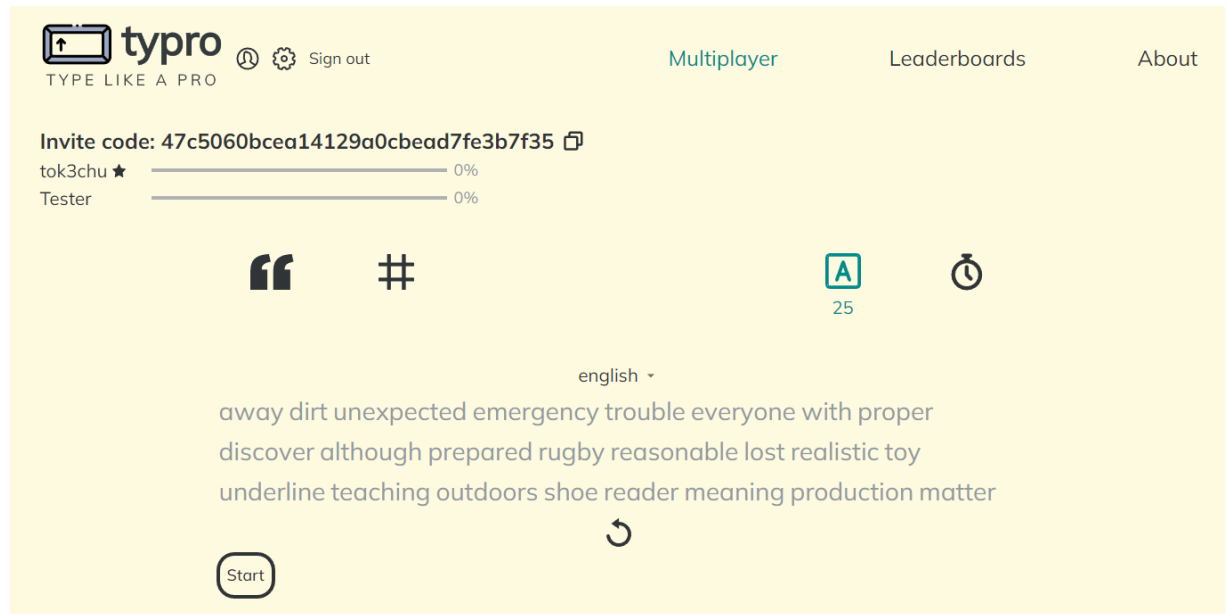 typro
TYPE LIKE A PRO
Sign out
Multiplayer
Leaderboards
About
Invite code: 47c5060bcea14129a0cbead7fe3b7f35
tok3chu
0%
Tester
0%
A
25
english
away dirt unexpected emergency trouble everyone with proper
discover although prepared rugby reasonable lost realistic toy
underline teaching outdoors shoe reader meaning production matter
Start